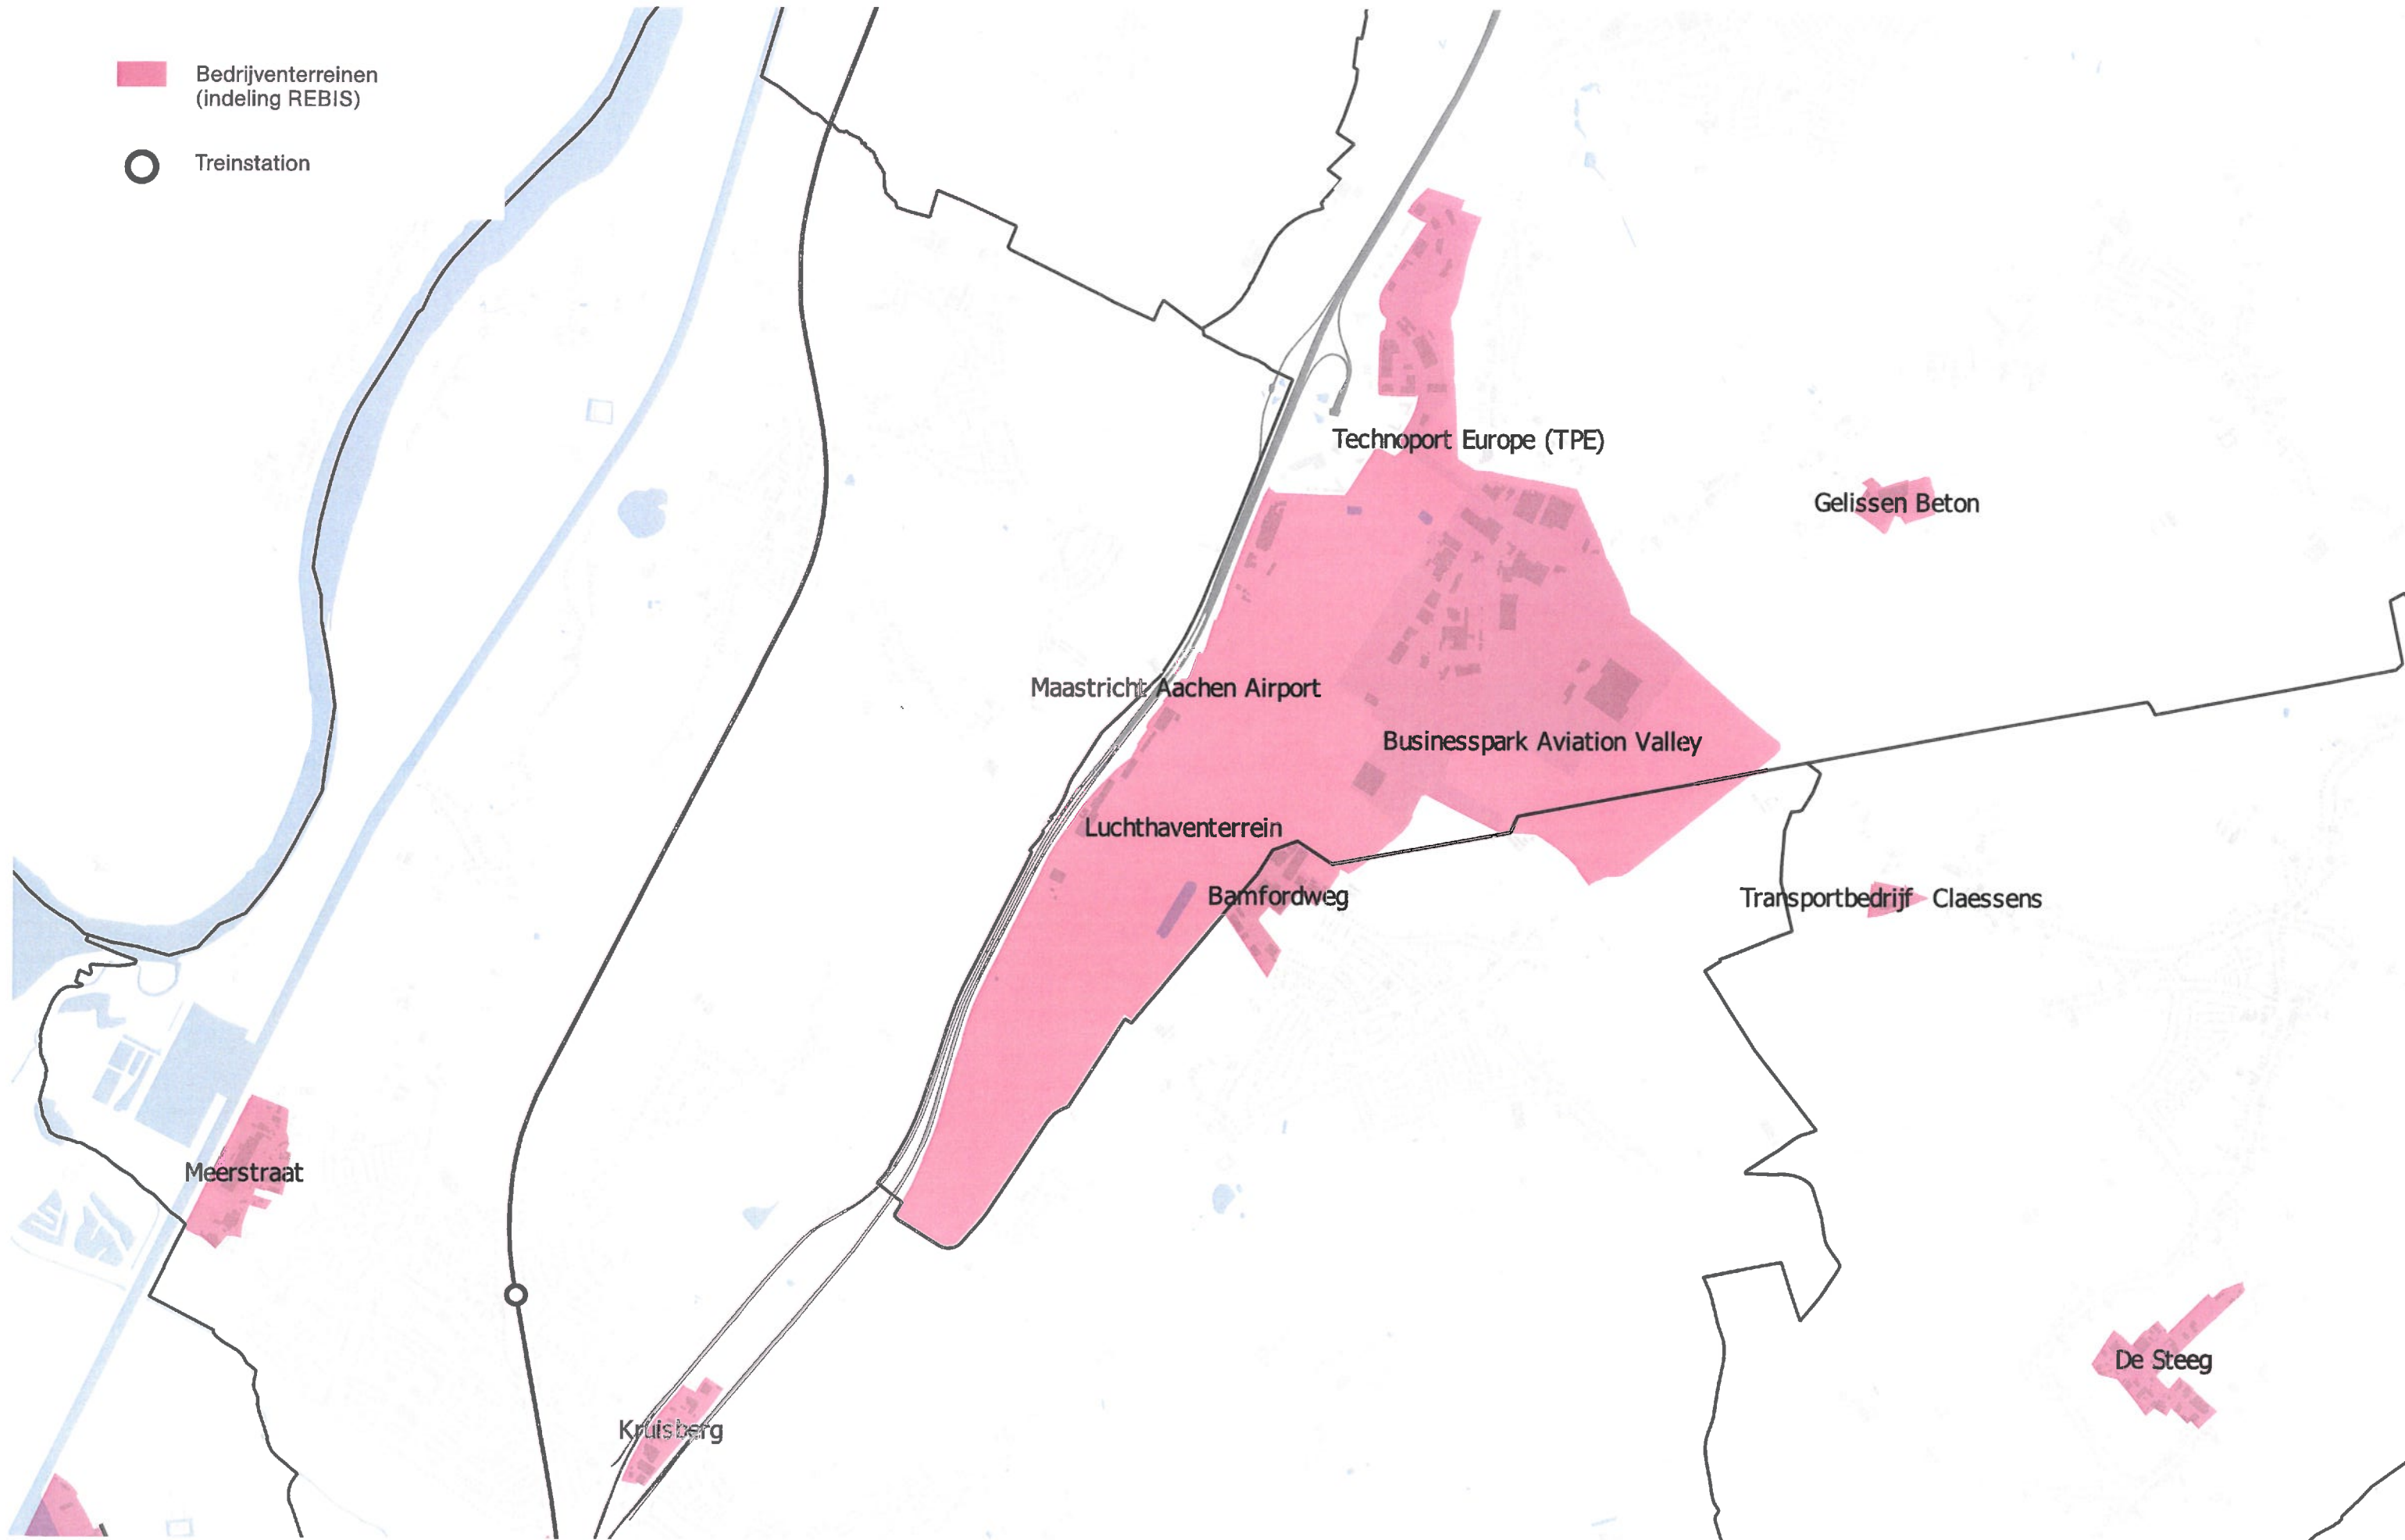 Bedrijventerreinen
(indeling REBIS)
Treinstation
Technoport Europe (TPE)
Gelissen Beton
Maastricht Aachen Airport
Businesspark Aviation Valley
Luchthaventerrein
Bamfordweg
Transportbedrijf Claessens
Meerstraat
De Steeg
Kruisberg